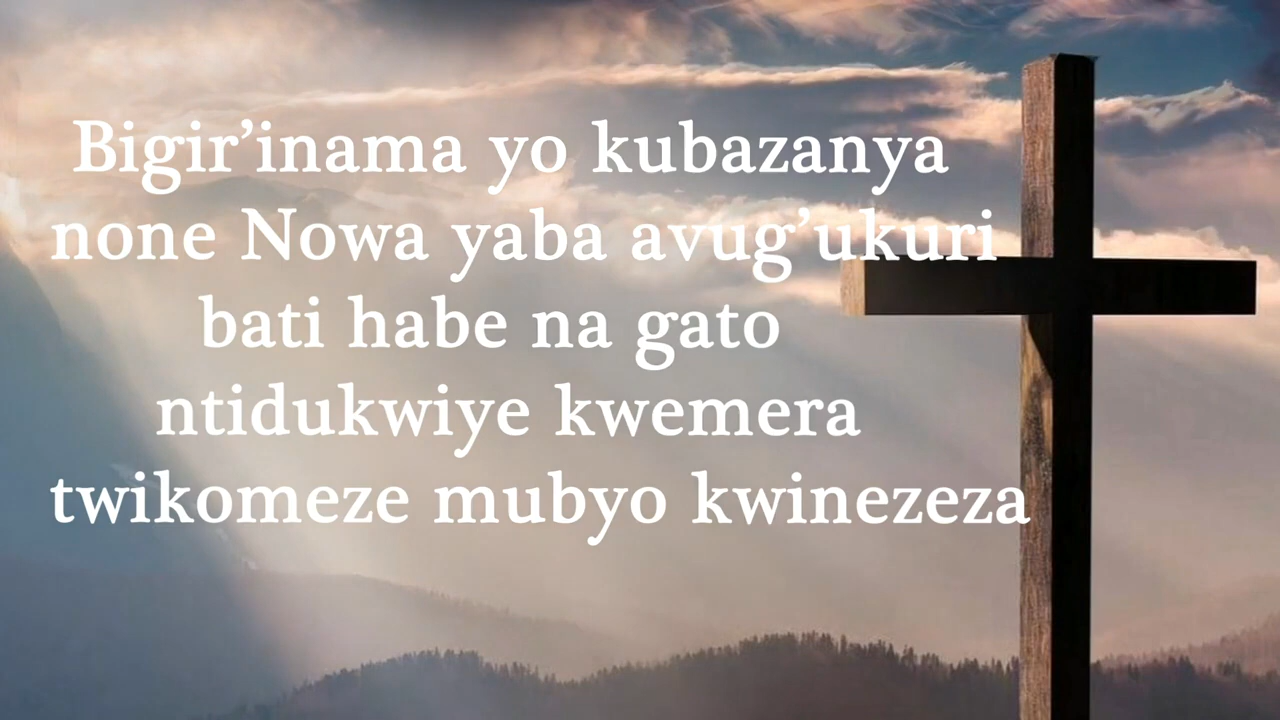 Bigir’inama yo kubazanya
none Nowa yaba avug’ukuri
bati habe na gato
ntidukwiye kwemera
twikomeze mubyo kwinezeza